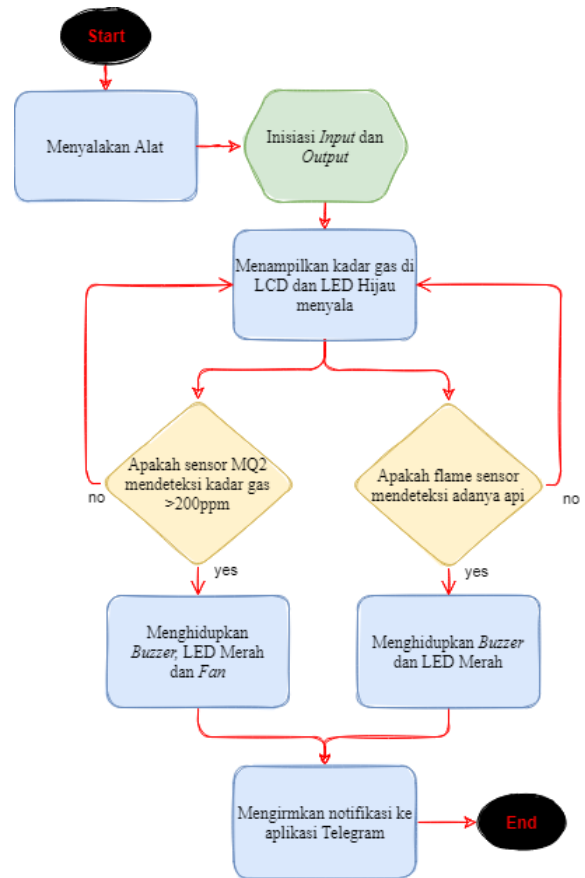 Start
Menyalakan Alat
Inisiasi Input dan
Output
Menampilkan kadar gas di
LCD dan LED Hijau
menyala
Apakah sensor MQ2
mendeteksi kadar gas
>200ppm
no
yes
Apakah flame sensor
mendeteksi adanya api
no
yes
Menghidupkan
Buzzer, LED Merah
dan Fan
Menghidupkan Buzzer
dan LED Merah
Mengirmkan notifikasi ke
aplikasi Telegram
End